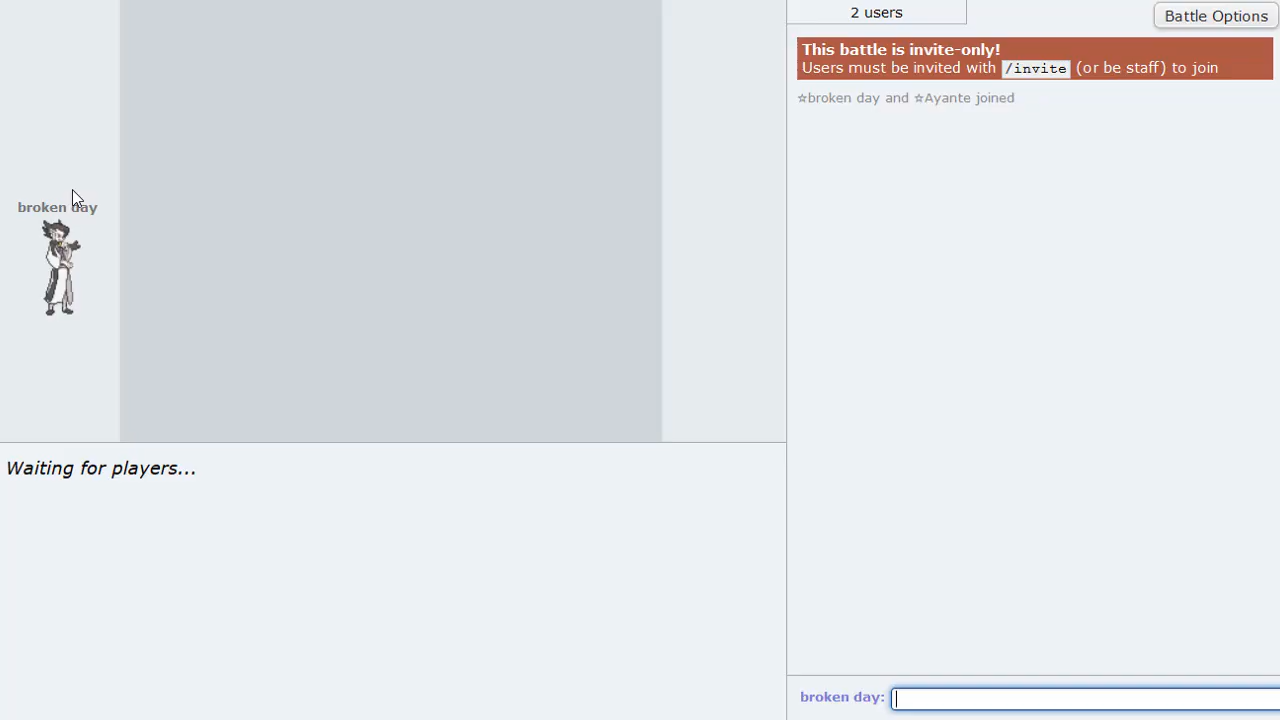 2 users
Battle Options
This battle is invite-only!
Users must be invited with /invite (or be staff) to join
☆broken day and ☆Ayante joined
broken day
Waiting for players...
broken day: